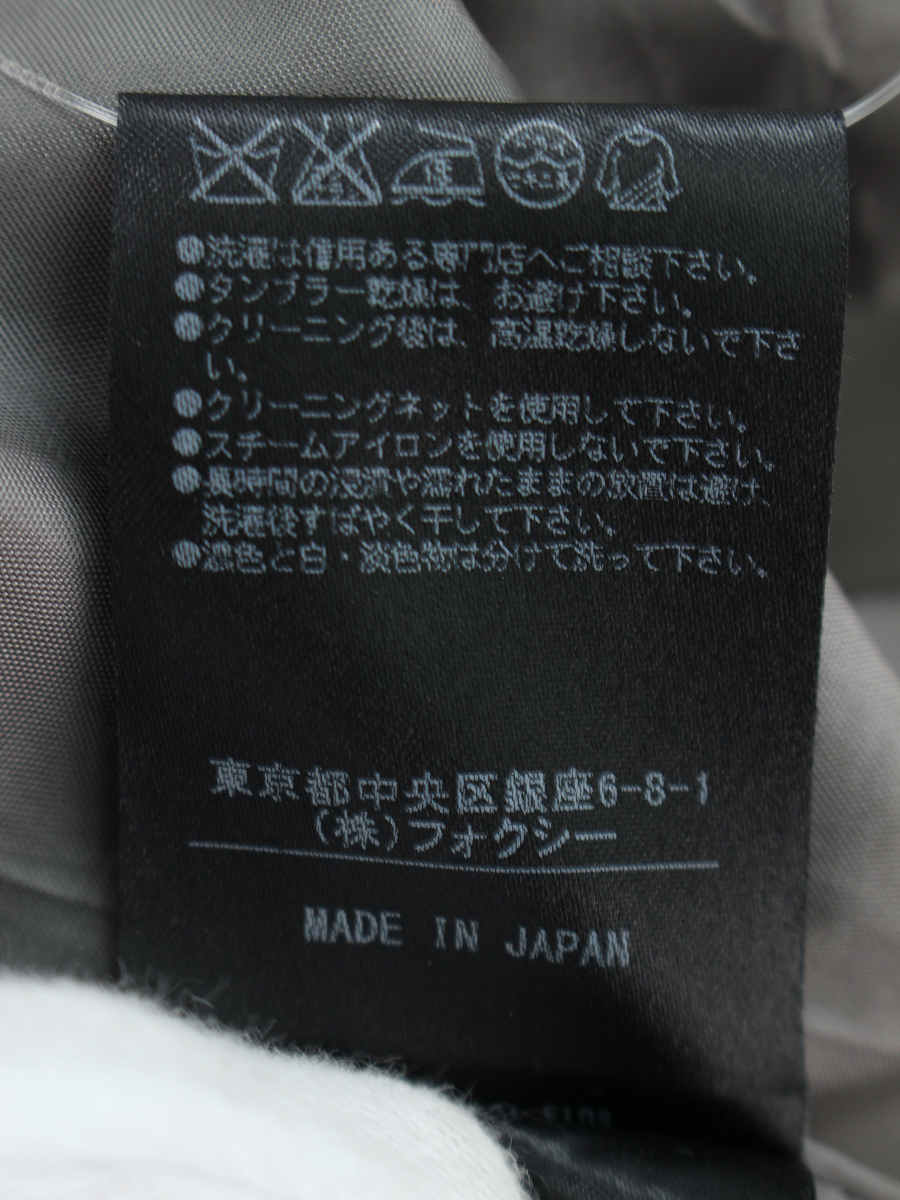 ●洗濯は信用ある専門店へご相談下さい。
●タンブラー乾燥は、お避け下さい。
●クリーニング後は、高温乾燥しないで下さ
い。
●クリーニングネットを使用して下さい。
●スチームアイロンを使用しないで下さい。
●長時間の浸漬や濡れたままの放置は避け、
洗濯後すばやく干して下さい。
●濃色と白・淡色物は分けて洗って下さい。
東京都中央区銀座6-8-1
(株)フォクシー
MADE IN JAPAN